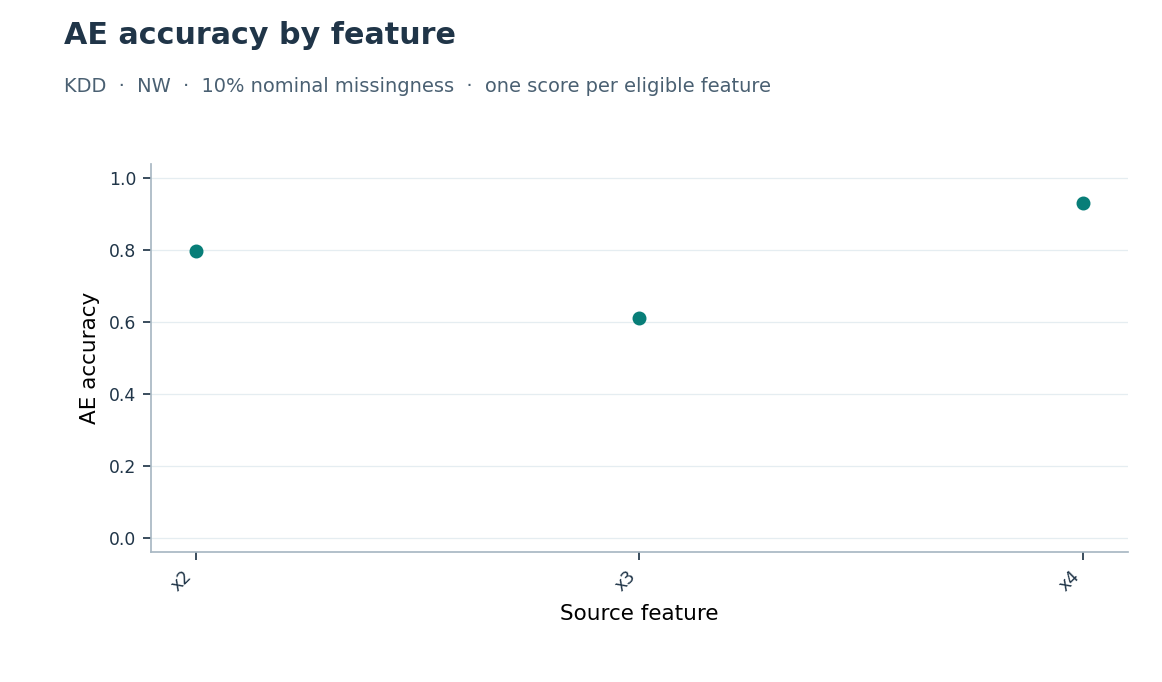 AE accuracy by feature
KDD · NW · 10% nominal missingness · one score per eligible feature
1.0
0.8
0.6
0.4
0.2
0.0
AE accuracy
x2
x3
x4
Source feature